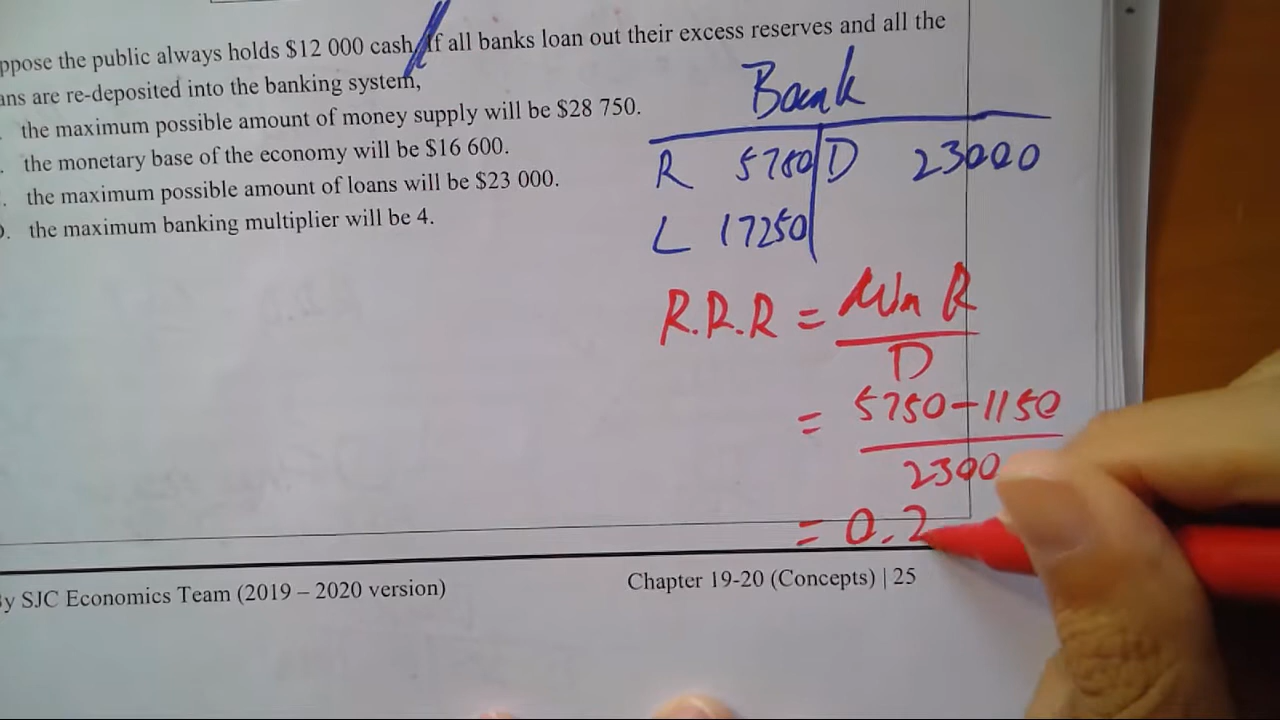 ppose the public always holds $12 000 cash. If all banks loan out their excess reserves and all the
ans are re-deposited into the banking system,
the maximum possible amount of money supply will be $28 750.
the monetary base of the economy will be $16 600.
the maximum possible amount of loans will be $23 000.
the maximum banking multiplier will be 4.
Bank
R 5750 D 23000
L 17250
R.R.R = Min R
D
= 5750-1150
2300
= 0.2
By SJC Economics Team (2019 – 2020 version)
Chapter 19-20 (Concepts) | 25